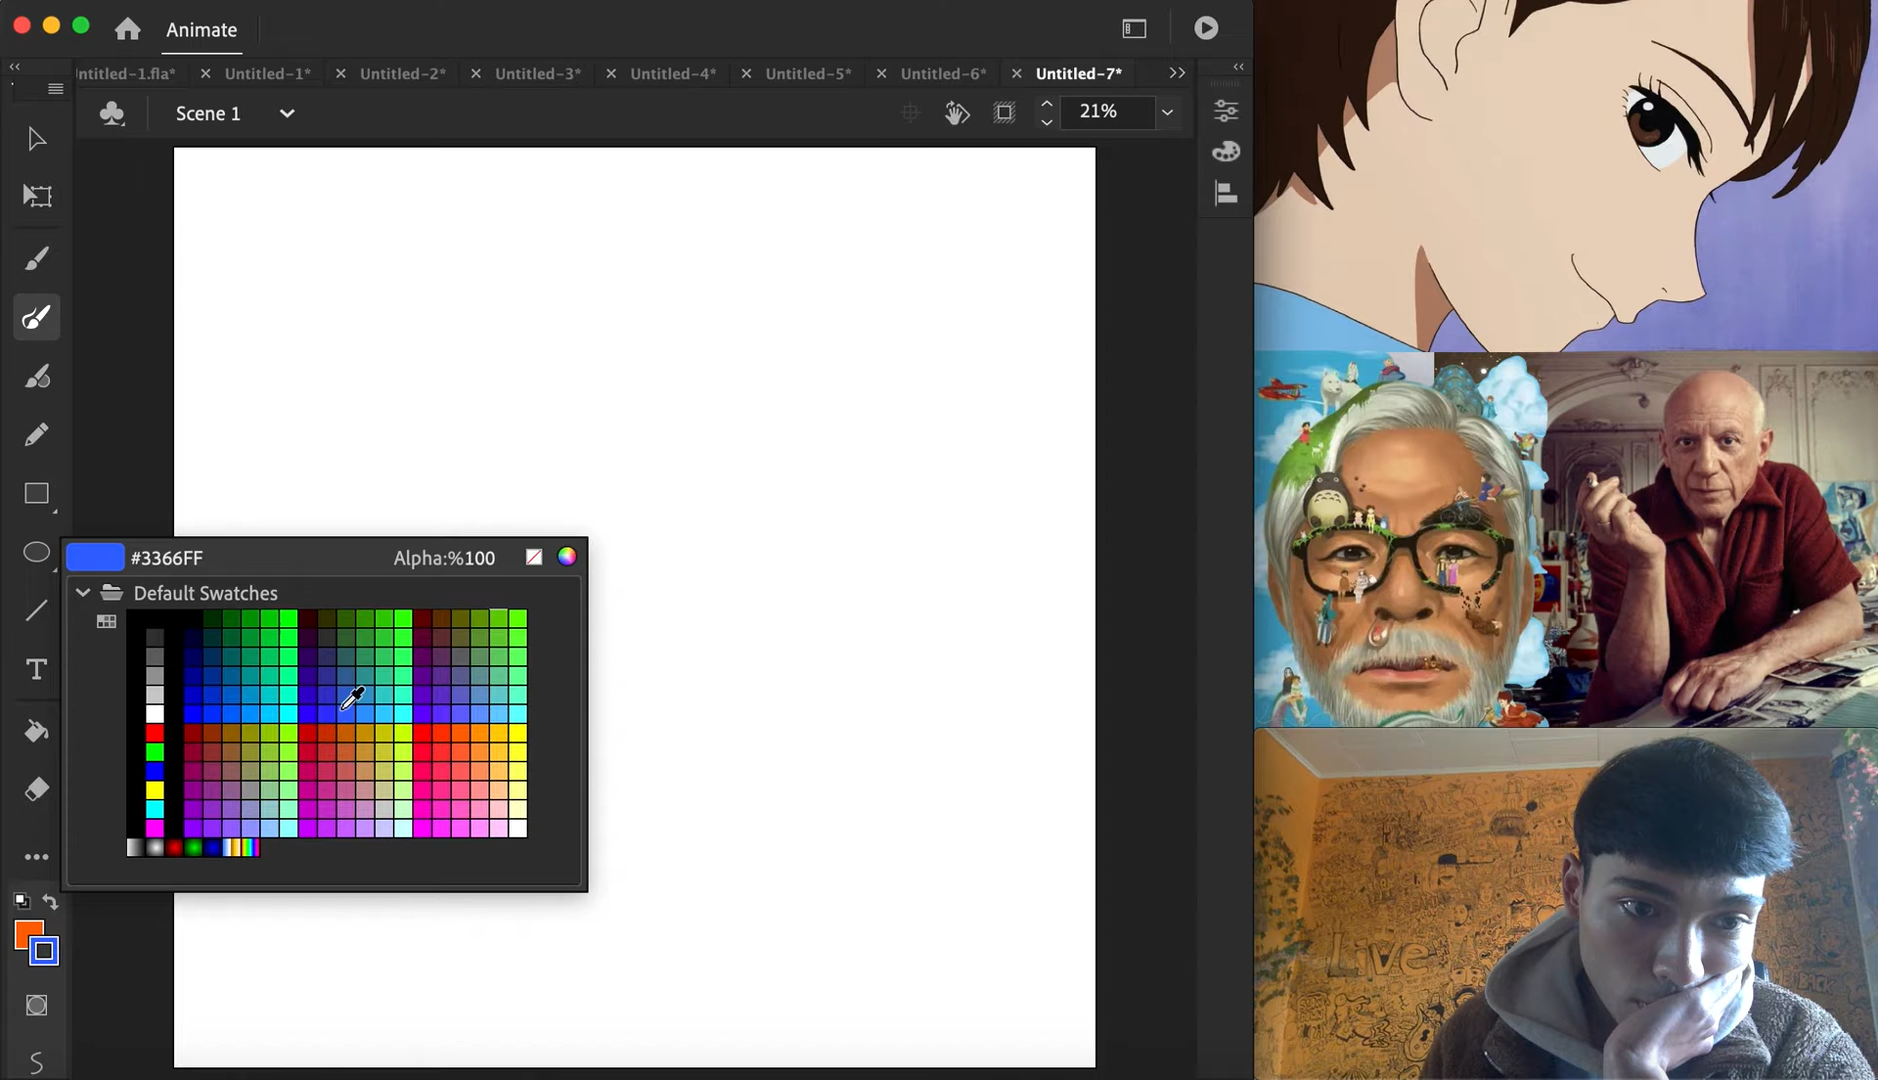 Animate
ntitled-1.fla*
Untitled-1*
Untitled-2*
Untitled-3*
Untitled-4*
Untitled-5*
Untitled-6*
Untitled-7*
Scene 1
21%
#3366FF
Alpha:%100
Default Swatches
T
Live